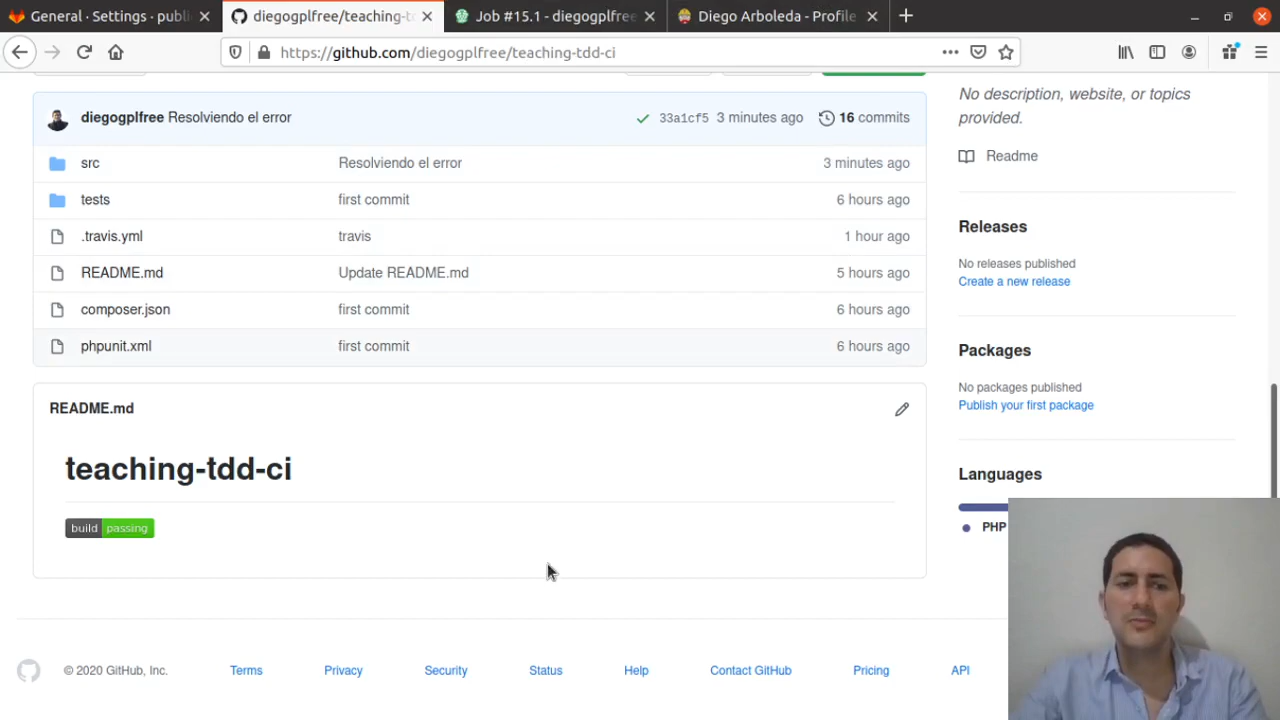 General · Settings · publi
diegogplfree/teaching-t
Job #15.1 - diegogplfree
Diego Arboleda - Profile
https://github.com/diegogplfree/teaching-tdd-ci
diegogplfree Resolviendo el error
33a1cf5 3 minutes ago
16 commits
src Resolviendo el error 3 minutes ago
tests first commit 6 hours ago
.travis.yml travis 1 hour ago
README.md Update README.md 5 hours ago
composer.json first commit 6 hours ago
phpunit.xml first commit 6 hours ago
README.md
teaching-tdd-ci
build passing
No description, website, or topics
provided.
Readme
Releases
No releases published
Create a new release
Packages
No packages published
Publish your first package
Languages
PHP
© 2020 GitHub, Inc. Terms Privacy Security Status Help Contact GitHub Pricing API